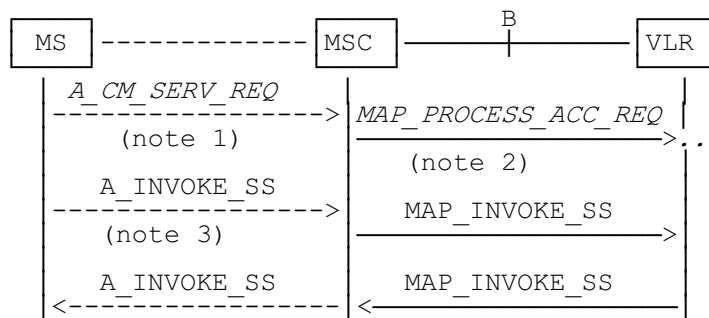 B
MS MSC VLR
A_CM_SERV_REQ
MAP_PROCESS_ACC_REQ
(note 1)
..
(note 2)
A_INVOKE_SS
MAP_INVOKE_SS
(note 3)
A_INVOKE_SS MAP_INVOKE_SS